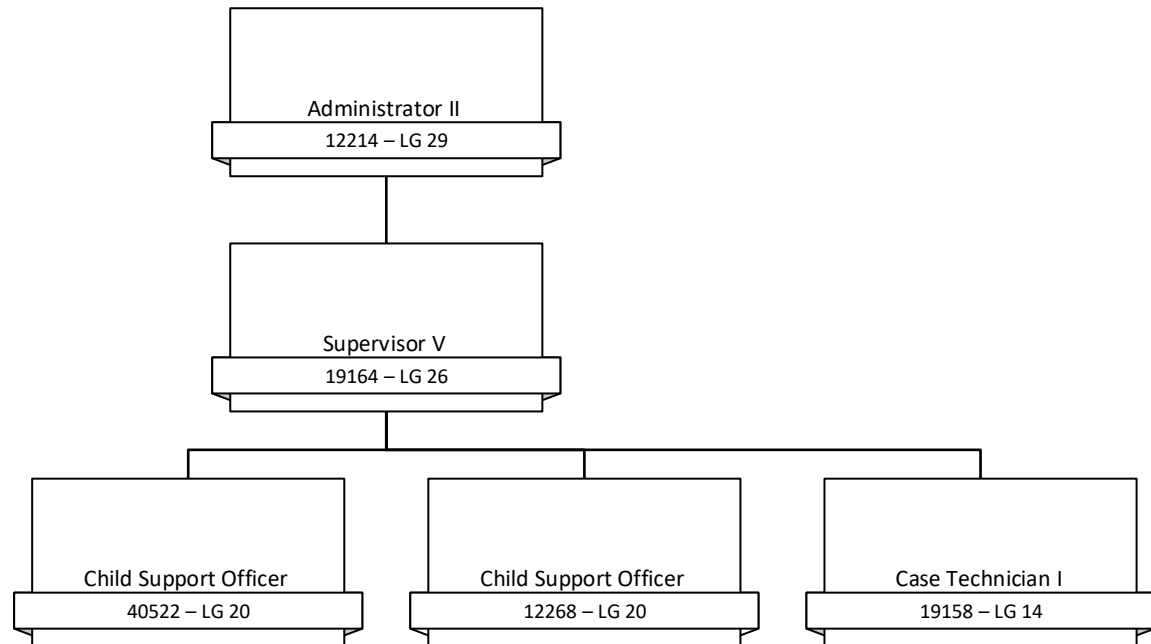 Administrator II
12214 – LG 29
Supervisor V
19164 – LG 26
Child Support Officer
40522 – LG 20
Child Support Officer
12268 – LG 20
Case Technician I
19158 – LG 14